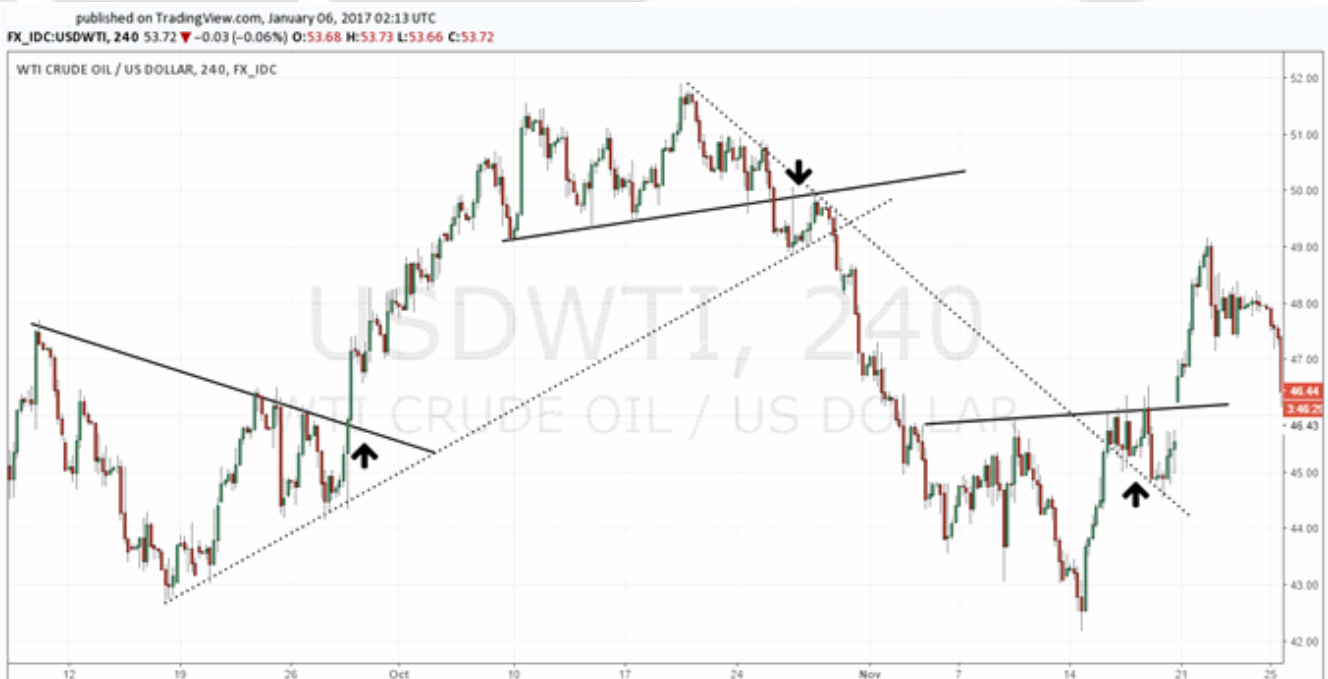 published on TradingView.com, January 06, 2017 02:13 UTC
FX_IDC:USDWTI, 240 53.72 ▼ −0.03 (−0.06%) O:53.68 H:53.73 L:53.66 C:53.72
WTI CRUDE OIL / US DOLLAR, 240, FX_IDC
USDWTI, 240
WTI CRUDE OIL / US DOLLAR
52.00
51.00
50.00
49.00
48.00
47.00
46.44
3:46:25
46.43
45.00
44.00
43.00
42.00
12 19 26 Oct 10 17 24 Nov 7 14 21 25